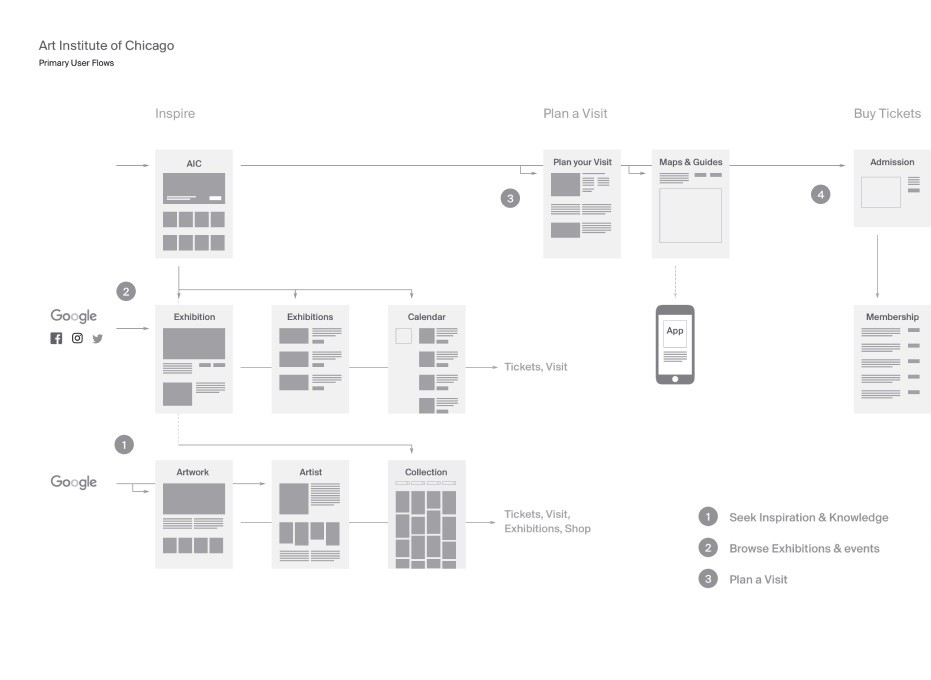 Art Institute of Chicago
Primary User Flows
Inspire
Plan a Visit
Buy Tickets
AIC
Plan your Visit
Maps & Guides
Admission
3
4
2
Google
Exhibition
Exhibitions
Calendar
App
Membership
Tickets, Visit
1
Google
Artwork
Artist
Collection
Tickets, Visit,
Exhibitions, Shop
1 Seek Inspiration & Knowledge
2 Browse Exhibitions & events
3 Plan a Visit